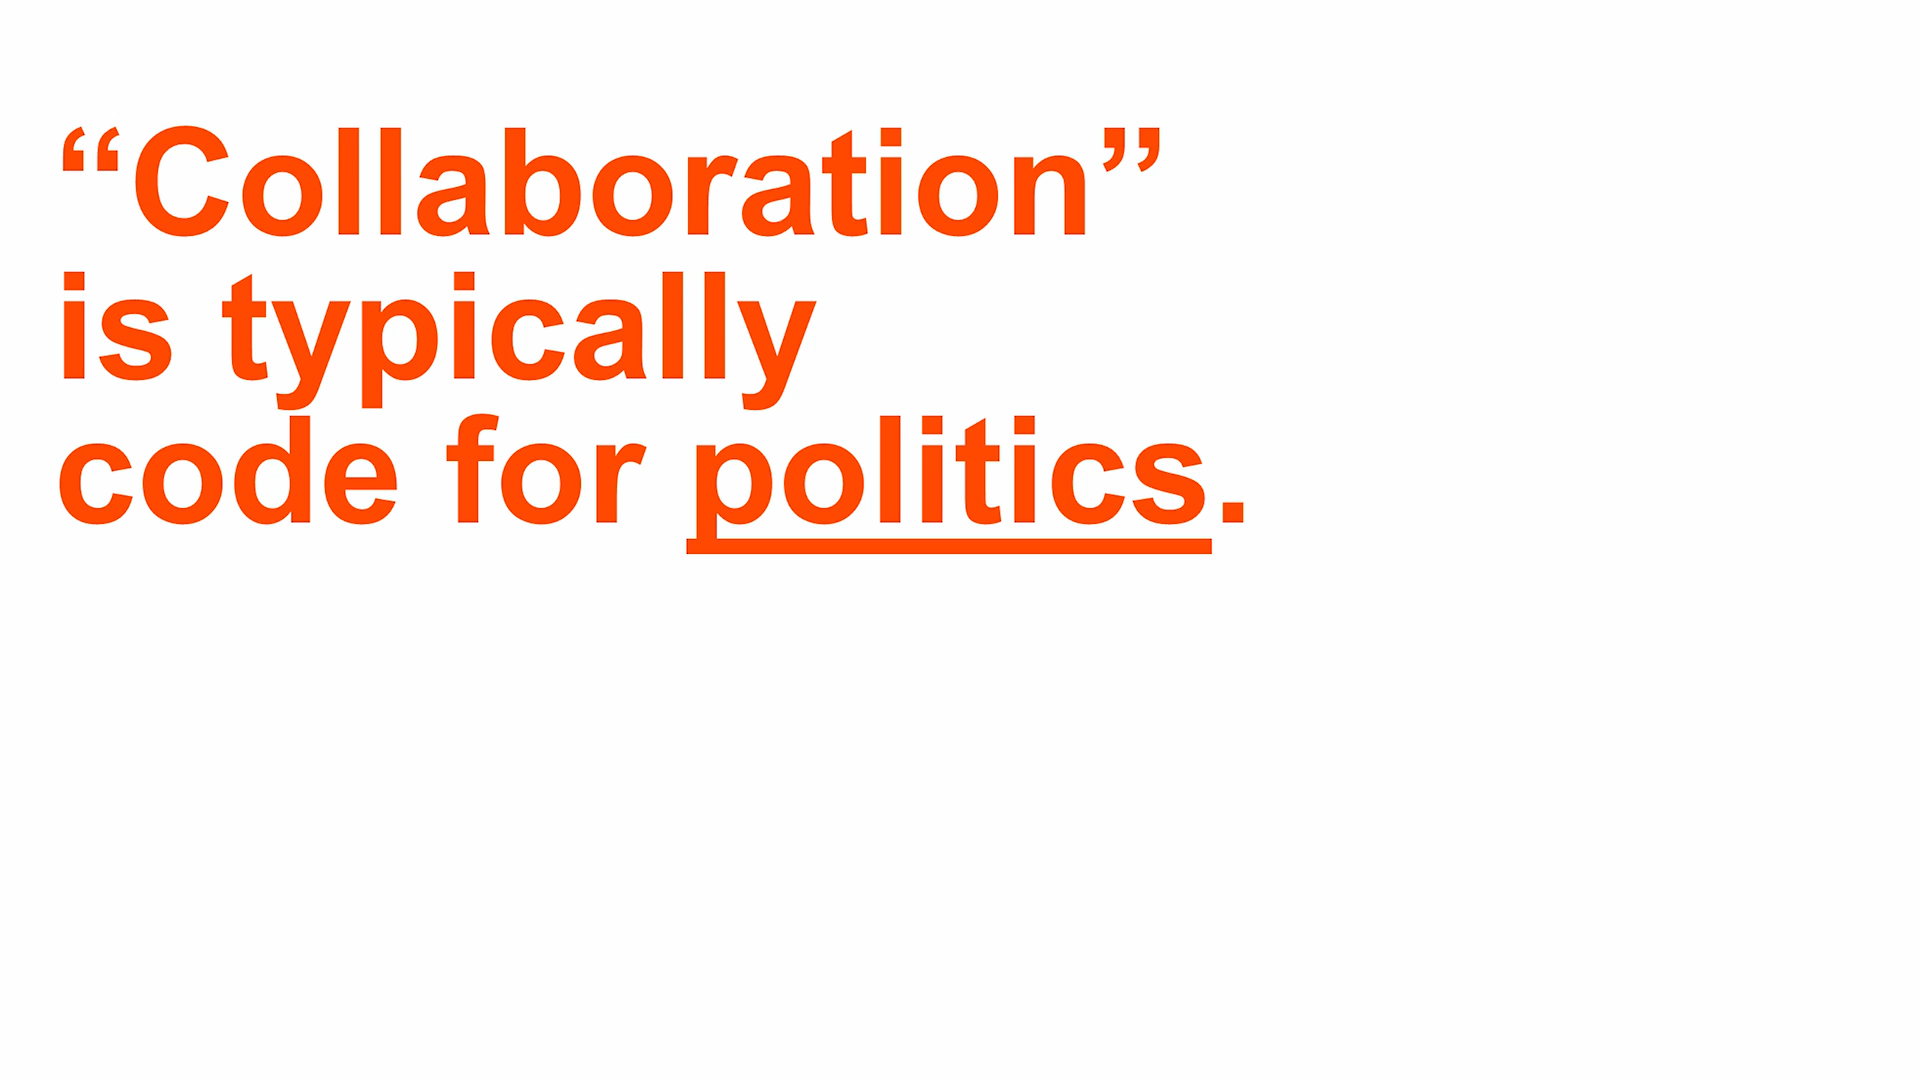 “Collaboration”
is typically
code for politics.